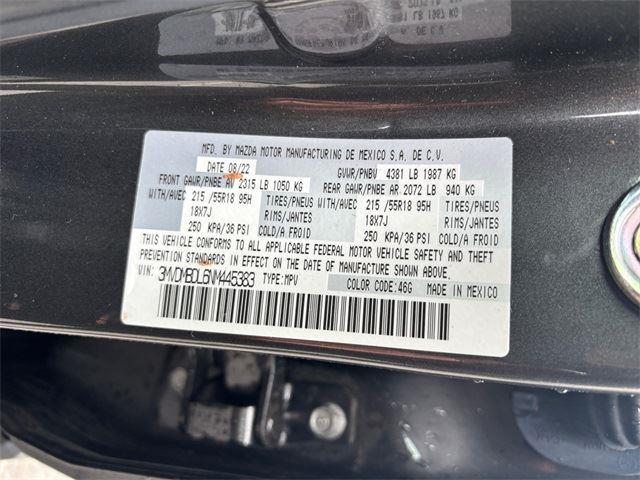 MFD. BY MAZDA MOTOR MANUFACTURING DE MEXICO S.A. DE C.V.
DATE 08/22 GVWR/PNBV 4381 LB 1987 KG
FRONT GAWR/PNBE AV 2315 LB 1050 KG REAR GAWR/PNBE AR 2072 LB 940 KG
WITH/AVEC 215 /55R18 95H TIRES/PNEUS WITH/AVEC 215 /55R18 95H TIRES/PNEUS
18X7J RIMS/JANTES 18X7J RIMS/JANTES
250 KPA/36 PSI COLD/A FROID 250 KPA/36 PSI COLD/A FROID
THIS VEHICLE CONFORMS TO ALL APPLICABLE FEDERAL MOTOR VEHICLE SAFETY AND THEFT
PREVENTION STANDARDS IN EFFECT ON THE DATE OF MANUFACTURE SHOWN ABOVE.
VIN: 3MVDMBDL6NM445383 TYPE:MPV COLOR CODE:46G MADE IN MEXICO